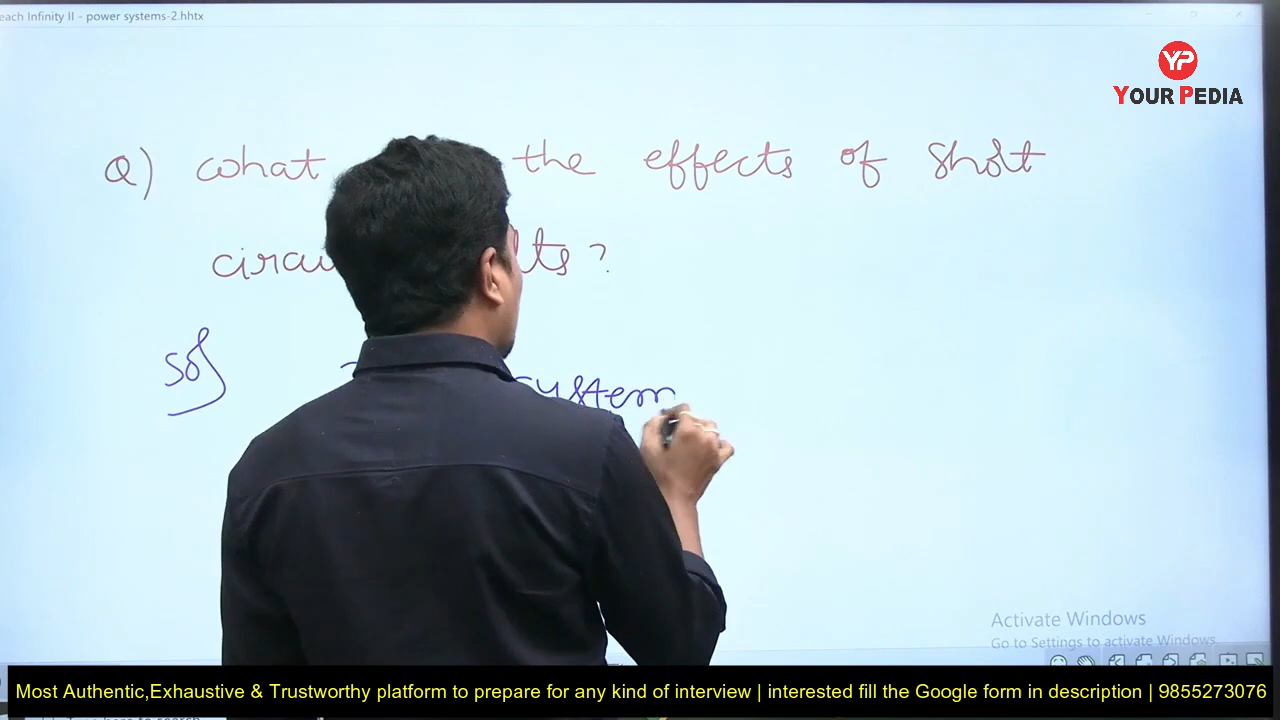 each Infinity II - power systems-2.hhtx
YP
YOUR PEDIA
Q) what the effects of short
circui lts ?
Sol system
Activate Windows
Go to Settings to activate Windows.
Most Authentic,Exhaustive & Trustworthy platform to prepare for any kind of interview | interested fill the Google form in description | 9855273076